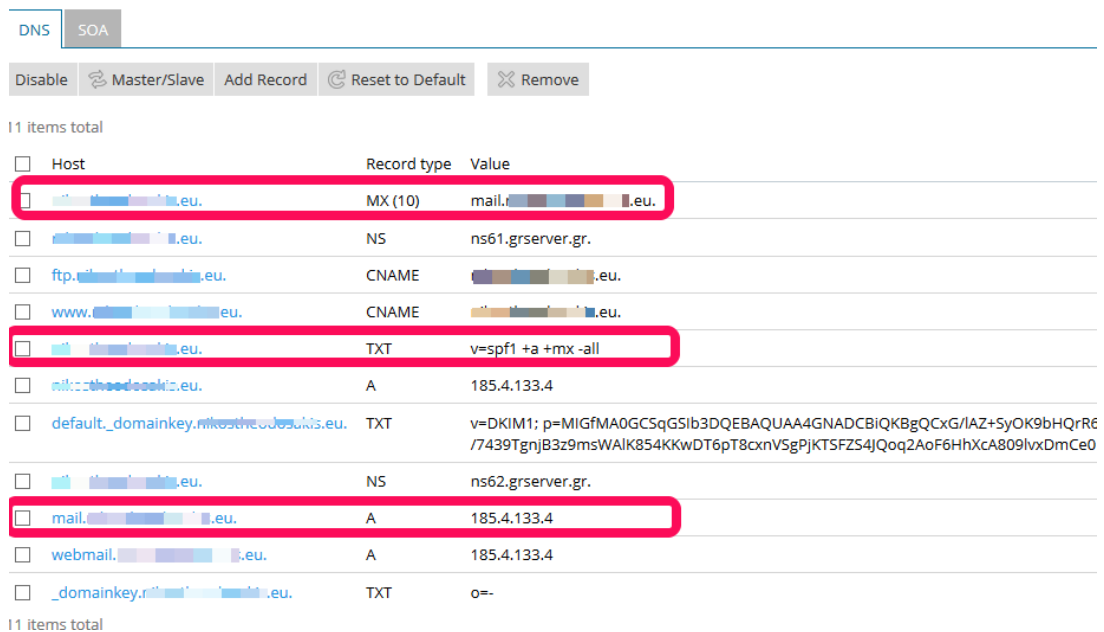 DNS SOA
Disable Master/Slave Add Record Reset to Default Remove
11 items total
Host Record type Value
.eu. MX (10) mail. .eu.
.eu. NS ns61.grserver.gr.
ftp. .eu. CNAME .eu.
www. eu. CNAME .eu.
.eu. TXT v=spf1 +a +mx -all
.eu. A 185.4.133.4
default._domainkey. .eu. TXT v=DKIM1; p=MIGfMA0GCSqGSIb3DQEBAQUAA4GNADCBiQKBgQCxG/lAZ+SyOK9bHQrR6
/7439TgnjB3z9msWAlK854KKwDT6pT8cxnVSgPjKTSFZS4JQoq2AoF6HhXcA809lvxDmCe0
.eu. NS ns62.grserver.gr.
mail. .eu. A 185.4.133.4
webmail. .eu. A 185.4.133.4
_domainkey. .eu. TXT o=-
11 items total